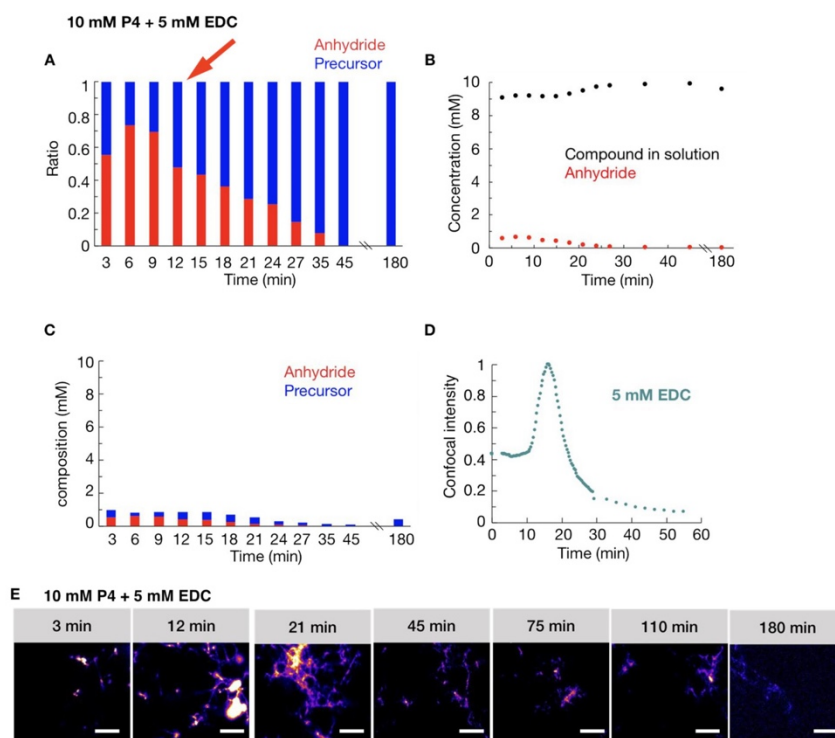 10 mM P4 + 5 mM EDC
A
Anhydride
Precursor
1
0.8
0.6
0.4
0.2
0
Ratio
3 6 9 12 15 18 21 24 27 35 45 180
Time (min)
B
10
8
6
4
2
0
Concentration (mM)
Compound in solution
Anhydride
0 10 20 30 40 180
Time (min)
C
10
8
6
4
2
0
composition (mM)
Anhydride
Precursor
3 6 9 12 15 18 21 24 27 35 45 180
Time (min)
D
1
0.8
0.6
0.4
0.2
0
Confocal intensity
5 mM EDC
0 10 20 30 40 50 60
Time (min)
E 10 mM P4 + 5 mM EDC
3 min 12 min 21 min 45 min 75 min 110 min 180 min